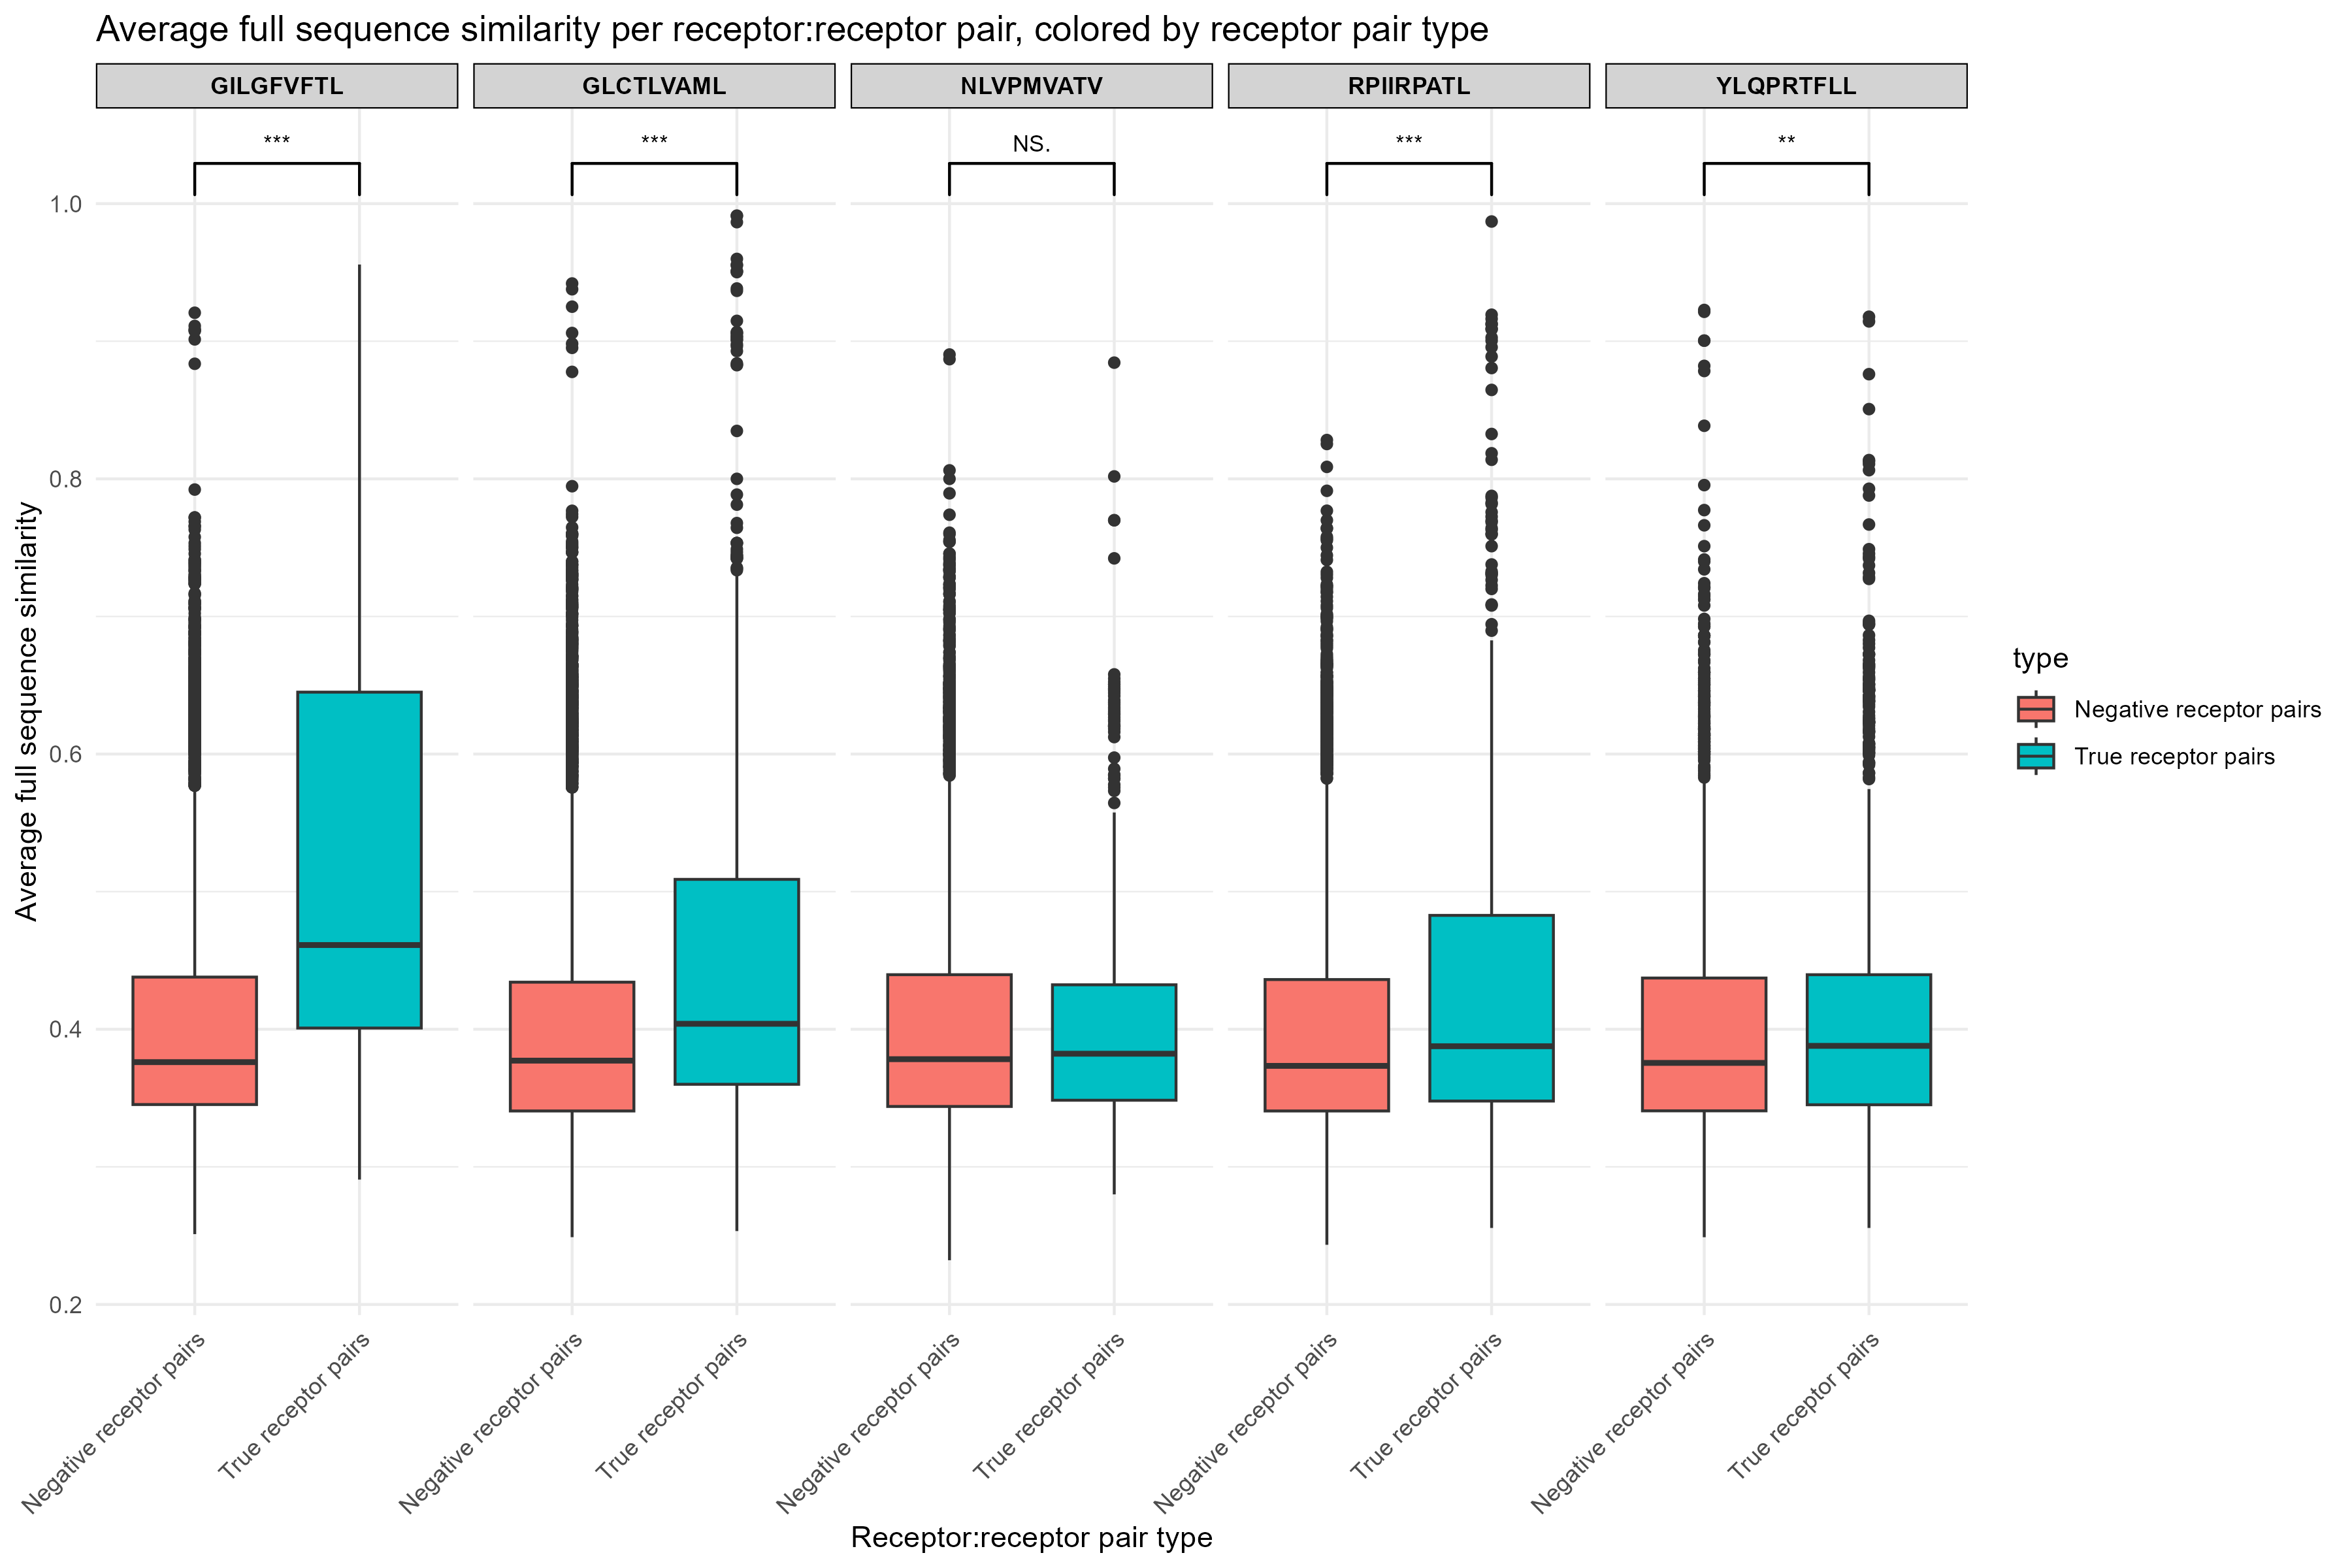 Average full sequence similarity per receptor:receptor pair, colored by receptor pair type
GILGFVFTL
GLCTLVAML
NLVPMVATV
RPIIRPATL
YLQPRTFLL
***
***
NS.
***
**
Average full sequence similarity
1.0
0.8
0.6
0.4
0.2
type
Negative receptor pairs
True receptor pairs
Negative receptor pairs
True receptor pairs
Negative receptor pairs
True receptor pairs
Negative receptor pairs
True receptor pairs
Negative receptor pairs
True receptor pairs
Negative receptor pairs
True receptor pairs
Receptor:receptor pair type